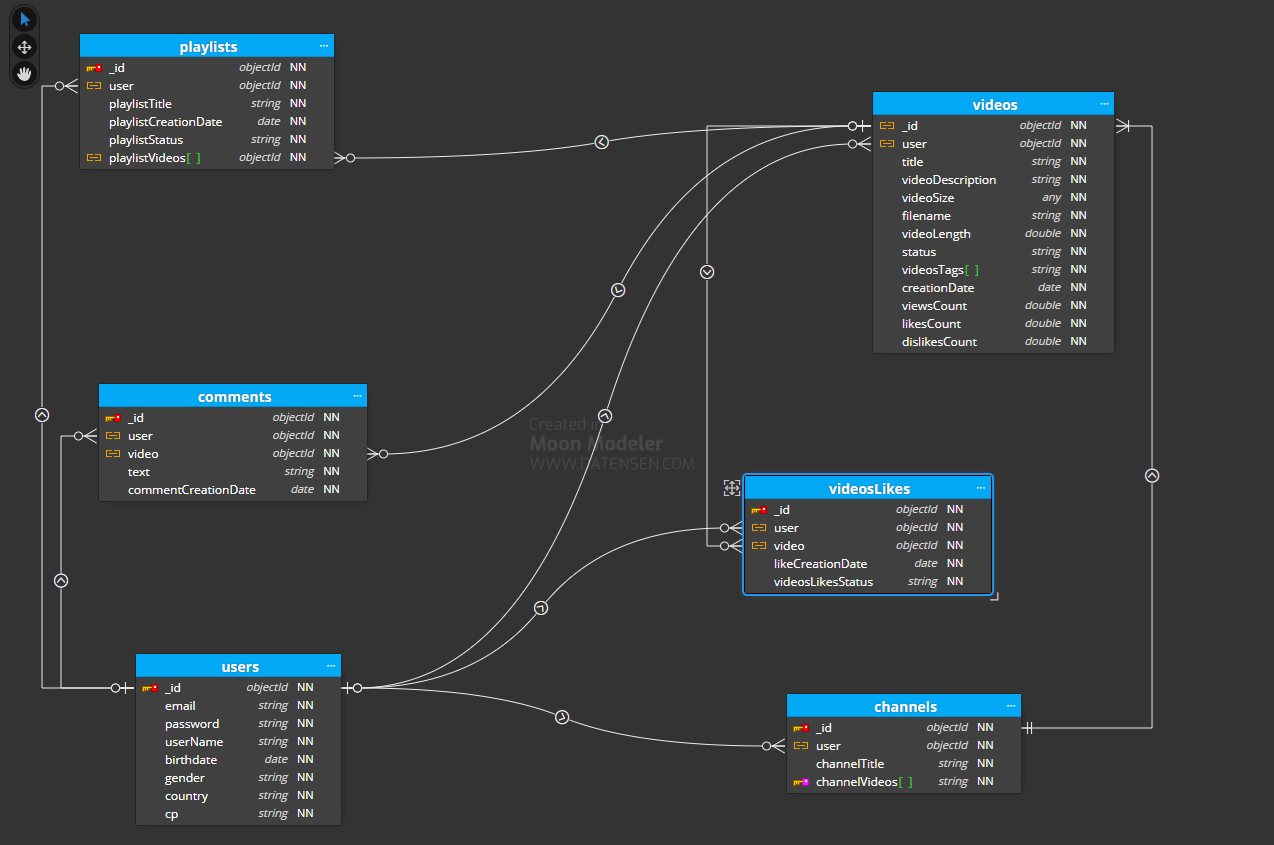 playlists ...
_id objectId NN
user objectId NN
playlistTitle string NN
playlistCreationDate date NN
playlistStatus string NN
playlistVideos[ ] objectId NN
videos ...
_id objectId NN
user objectId NN
title string NN
videoDescription string NN
videoSize any NN
filename string NN
videoLength double NN
status string NN
videosTags[ ] string NN
creationDate date NN
viewsCount double NN
likesCount double NN
dislikesCount double NN
comments ...
_id objectId NN
user objectId NN
video objectId NN
text string NN
commentCreationDate date NN
Created in
Moon Modeler
WWW.DATENSEN.COM
videosLikes ...
_id objectId NN
user objectId NN
video objectId NN
likeCreationDate date NN
videosLikesStatus string NN
users ...
_id objectId NN
email string NN
password string NN
userName string NN
birthdate date NN
gender string NN
country string NN
cp string NN
channels ...
_id objectId NN
user objectId NN
channelTitle string NN
channelVideos[ ] string NN